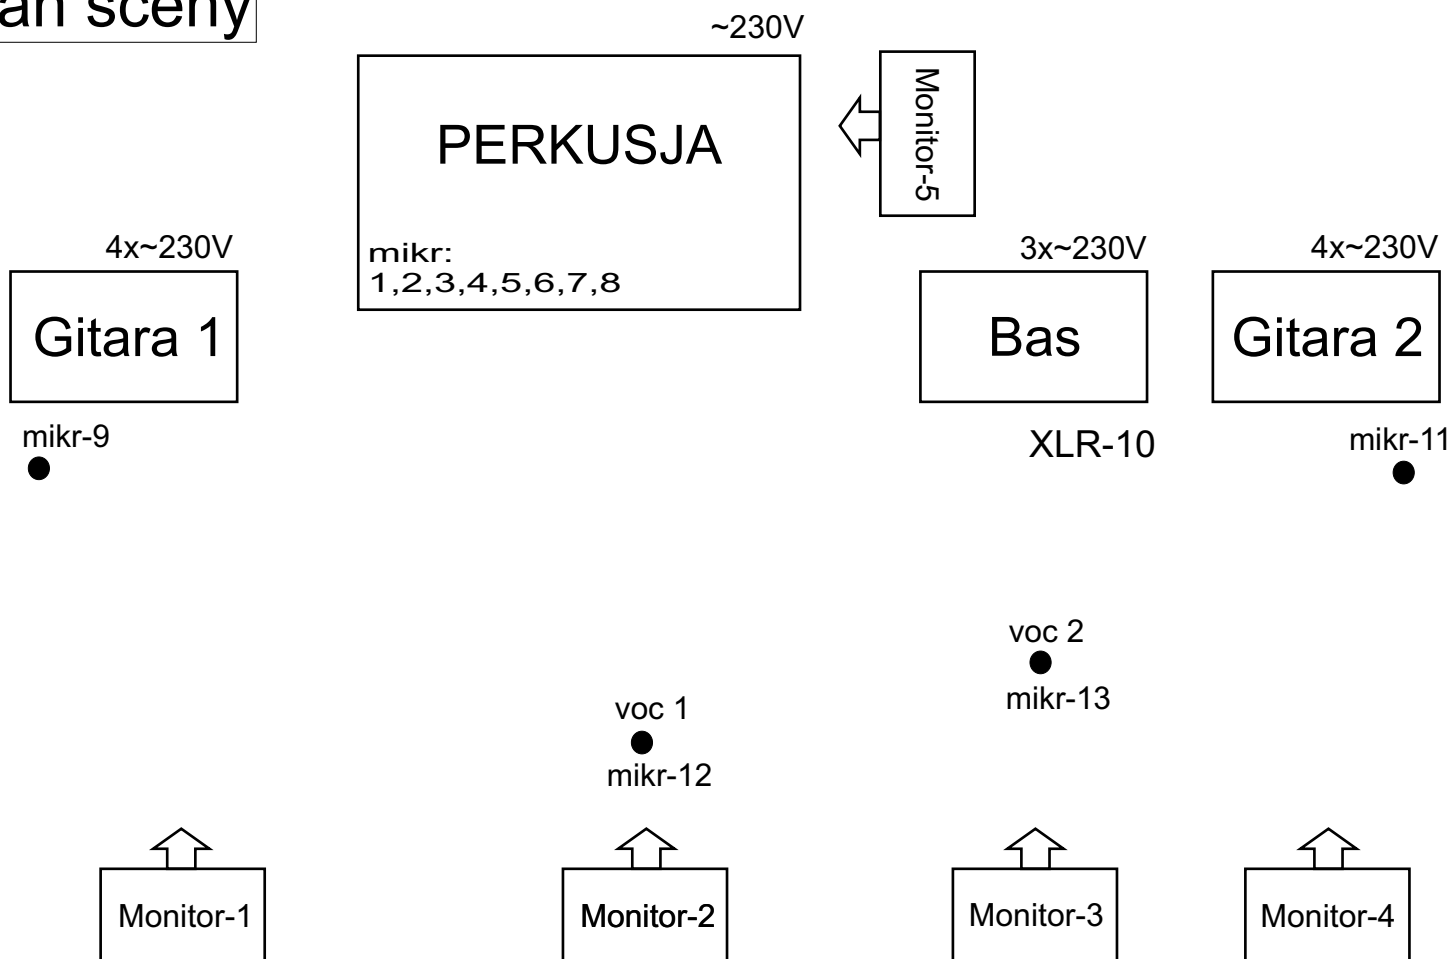 sceny
~230V
PERKUSJA
mikr:
1,2,3,4,5,6,7,8
Monitor-5
4x~230V
Gitara 1
mikr-9
3x~230V
Bas
XLR-10
4x~230V
Gitara 2
mikr-11
voc 2
mikr-13
voc 1
mikr-12
Monitor-1
Monitor-2
Monitor-3
Monitor-4